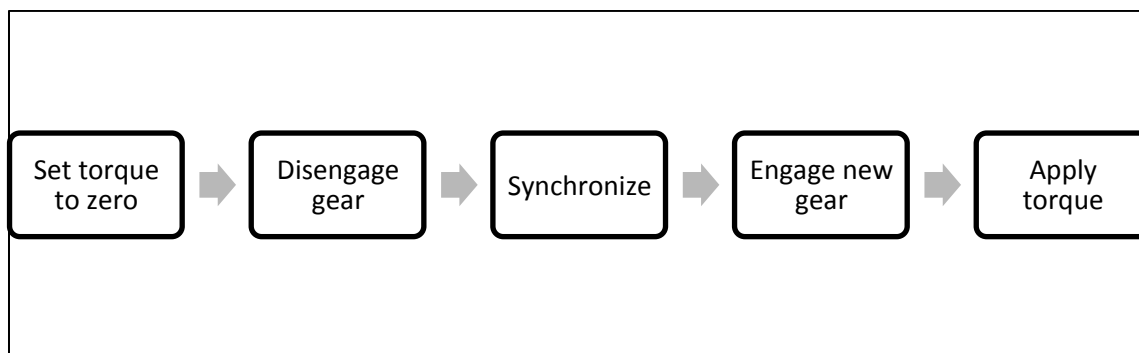 Set torque
to zero
Disengage
gear
Synchronize
Engage new
gear
Apply
torque